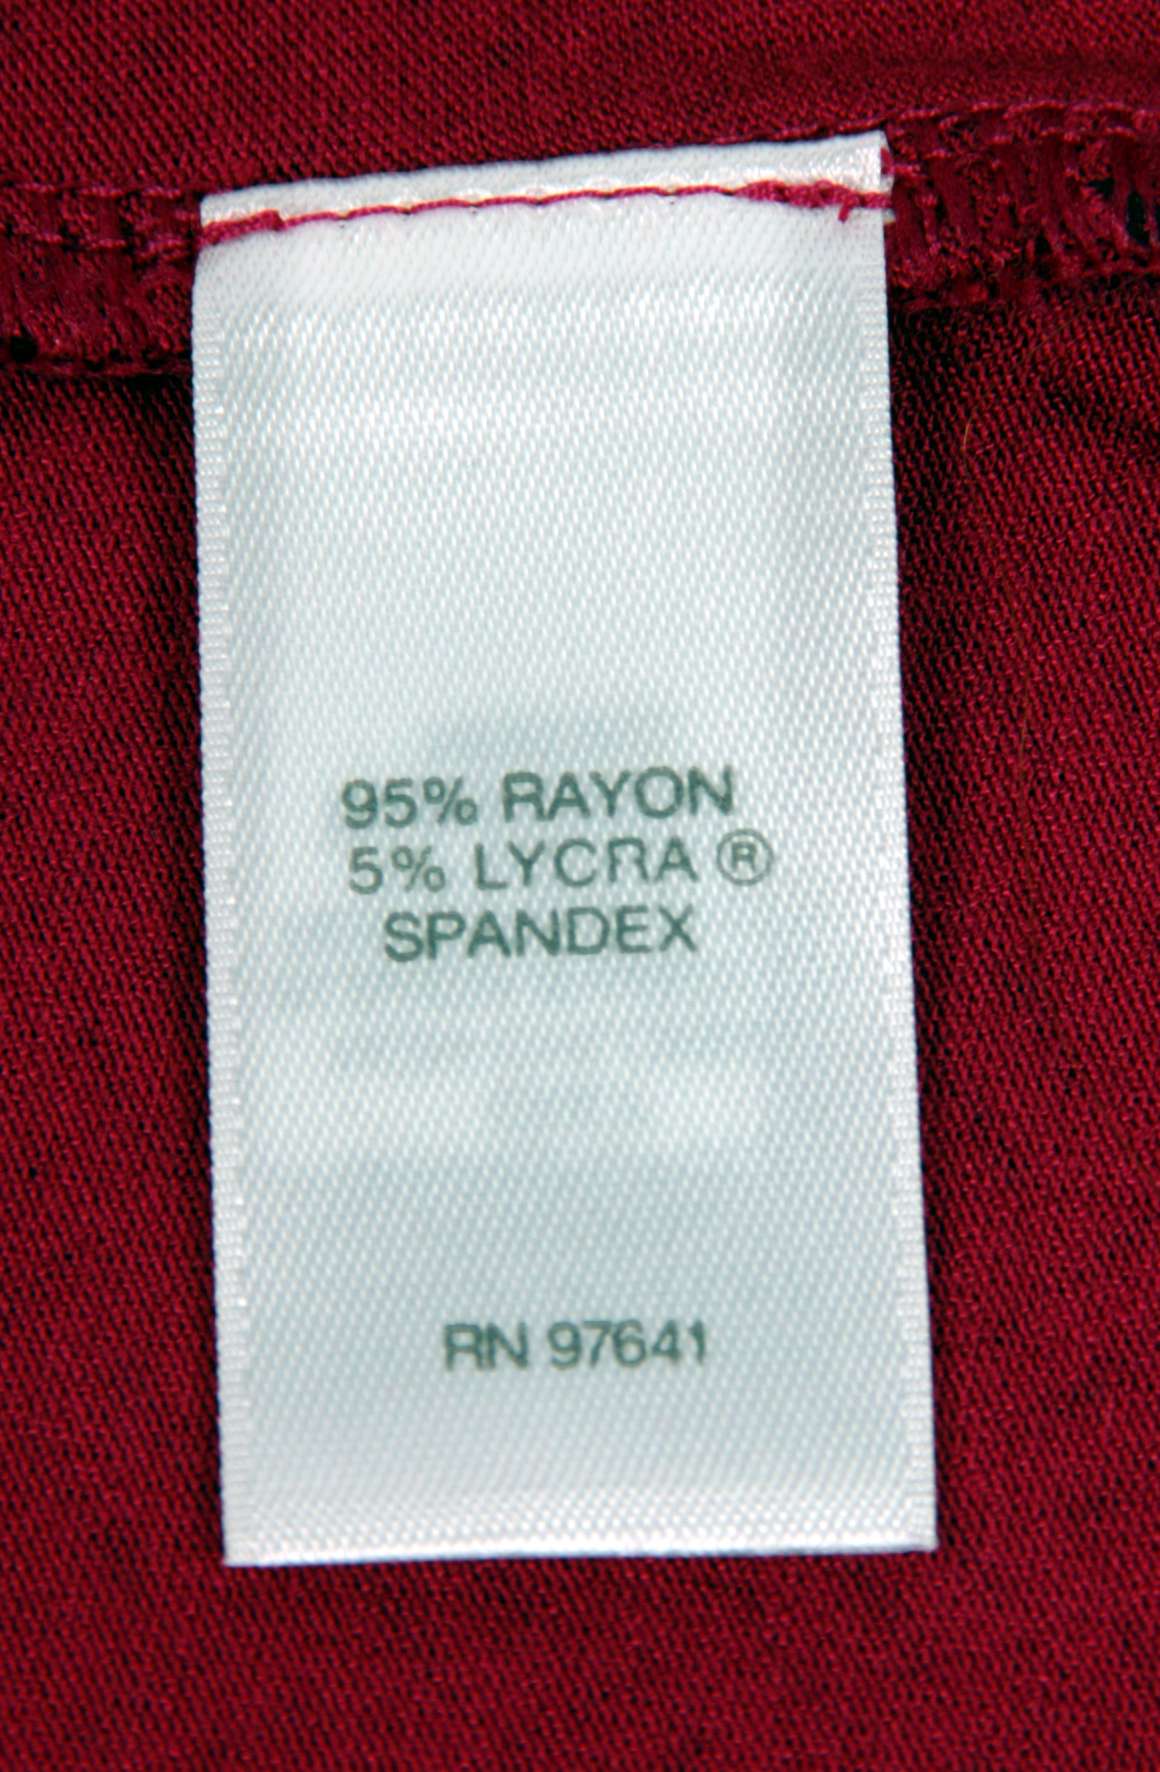 95% RAYON
5% LYCRA ®
SPANDEX
RN 97641